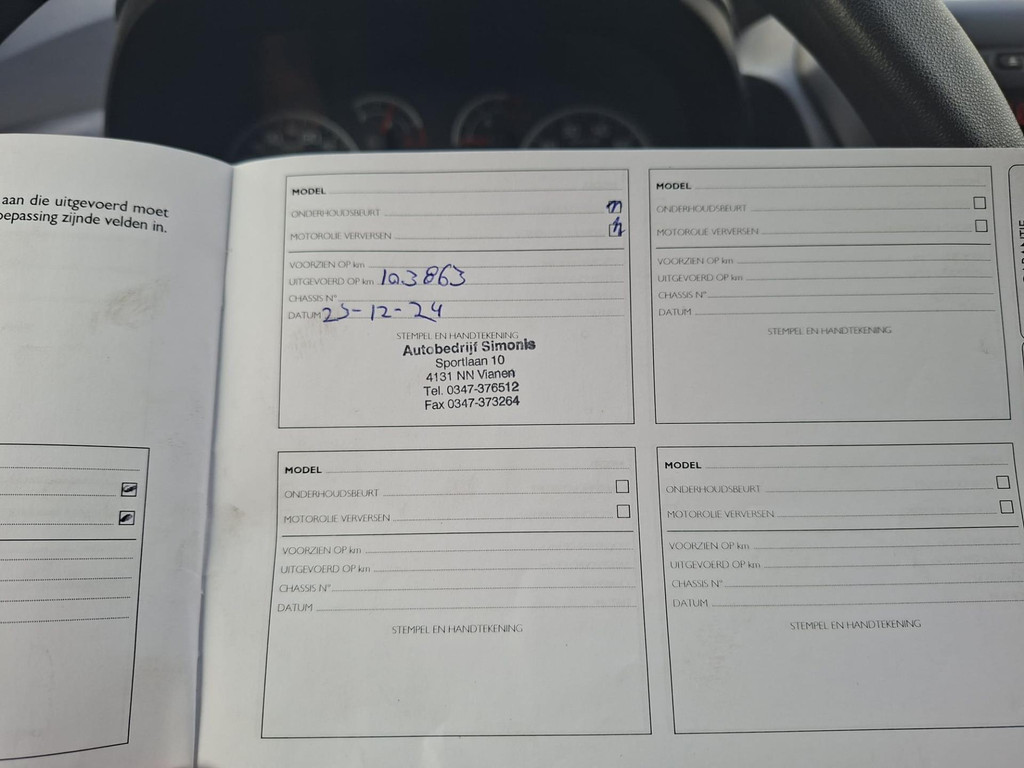 aan die uitgevoerd moet
epassing zijnde velden in.
MODEL
ONDERHOUDSBEURT
MOTOROLIE VERVERSEN
VOORZIEN OP km
UITGEVOERD OP km 103863
CHASSIS N°
DATUM 23-12-24
STEMPEL EN HANDTEKENING
Autobedrijf Simonis
Sportlaan 10
4131 NN Vianen
Tel. 0347-376512
Fax 0347-373264
MODEL
ONDERHOUDSBEURT
MOTOROLIE VERVERSEN
VOORZIEN OP km
UITGEVOERD OP km
CHASSIS N°
DATUM
STEMPEL EN HANDTEKENING
MODEL
ONDERHOUDSBEURT
MOTOROLIE VERVERSEN
VOORZIEN OP km
UITGEVOERD OP km
CHASSIS N°
DATUM
STEMPEL EN HANDTEKENING
MODEL
ONDERHOUDSBEURT
MOTOROLIE VERVERSEN
VOORZIEN OP km
UITGEVOERD OP km
CHASSIS N°
DATUM
STEMPEL EN HANDTEKENING